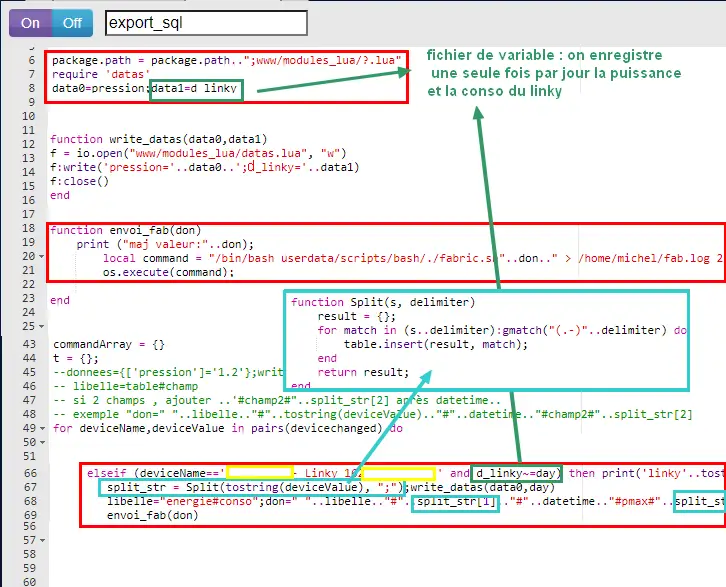 On Off export_sql
5
6 package.path = package.path..";www/modules_lua/?.lua"
7 require 'datas'
8 data0=pression;data1=d_linky
9
fichier de variable : on enregistre
une seule fois par jour la puissance
et la conso du linky
10
11
12 function write_datas(data0,data1)
13 f = io.open("www/modules_lua/datas.lua", "w")
14 f:write('pression='..data0..';d_linky='..data1)
15 f:close()
16 end
17
18 function envoi_fab(don)
19 print ("maj valeur:"..don);
20 local command = "/bin/bash userdata/scripts/bash/./fabric.sh"..don.." > /home/michel/fab.log 2
21 os.execute(command);
22
23 end
24
25
function Split(s, delimiter)
result = {};
for match in (s..delimiter):gmatch("(.-)"..delimiter) do
table.insert(result, match);
end
return result;
end
43 commandArray = {}
44 t = {};
45 --donnees={['pression']='1.2'};writ
46 -- libelle=table#champ
47 -- si 2 champs , ajouter ..'#champ2#"..split_str[2] après datetime..
48 -- exemple "don=" "..libelle.."#"..tostring(deviceValue).."#"..datetime.."#champ2#"..split_str[2]
49 for deviceName,deviceValue in pairs(devicechanged) do
50
66 elseif (deviceName==' - Linky ' and d_linky~=day) then print('linky'..tost
67 split_str = Split(tostring(deviceValue), ";");write_datas(data0,day)
68 libelle="energie#conso";don=" "..libelle.."#"..split_str[1].."#"..datetime.."#pmax#"..split_st
69 envoi_fab(don)
56
57
58
59
60